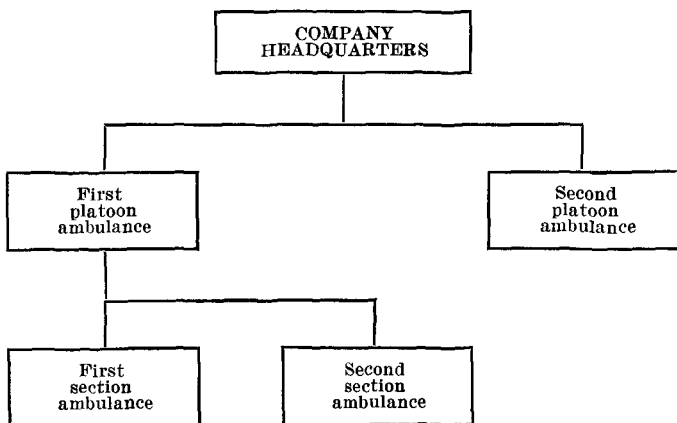 COMPANY
HEADQUARTERS
First
platoon
ambulance
Second
platoon
ambulance
First
section
ambulance
Second
section
ambulance